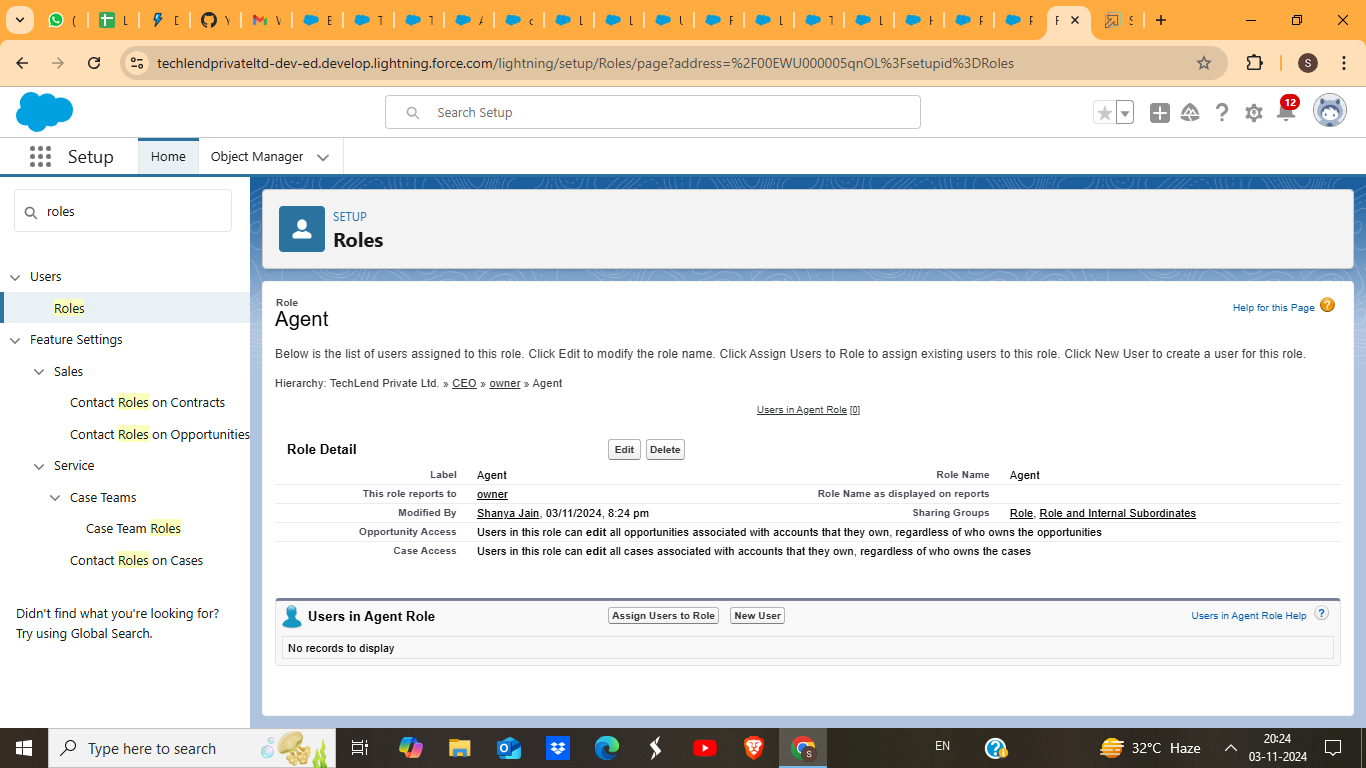 ( E D Y V E T T A c L L U F L T L H F F F S
techlendprivateltd-dev-ed.develop.lightning.force.com/lightning/setup/Roles/page?address=%2F00EWU000005qnOL%3Fsetupid%3DRoles
S
Search Setup
12
Setup Home Object Manager
roles
Users
Roles
Feature Settings
Sales
Contact Roles on Contracts
Contact Roles on Opportunities
Service
Case Teams
Case Team Roles
Contact Roles on Cases
Didn't find what you're looking for?
Try using Global Search.
SETUP
Roles
Role
Agent
Help for this Page ?
Below is the list of users assigned to this role. Click Edit to modify the role name. Click Assign Users to Role to assign existing users to this role. Click New User to create a user for this role.
Hierarchy: TechLend Private Ltd. » CEO » owner » Agent
Users in Agent Role [0]
Role Detail Edit Delete
Label Agent Role Name Agent
This role reports to owner Role Name as displayed on reports
Modified By Shanya Jain, 03/11/2024, 8:24 pm Sharing Groups Role, Role and Internal Subordinates
Opportunity Access Users in this role can edit all opportunities associated with accounts that they own, regardless of who owns the opportunities
Case Access Users in this role can edit all cases associated with accounts that they own, regardless of who owns the cases
Users in Agent Role Assign Users to Role New User Users in Agent Role Help ?
No records to display
Type here to search
EN
32°C Haze
20:24
03-11-2024